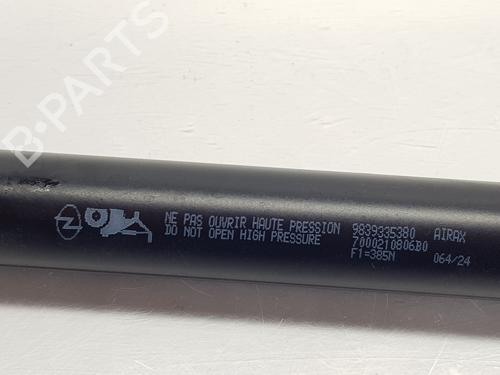 B-PARTS
NE PAS OUVRIR HAUTE PRESSION 9839335380 AIRAX
DO NOT OPEN HIGH PRESSURE 7000210806B0
F1=385N 064/24